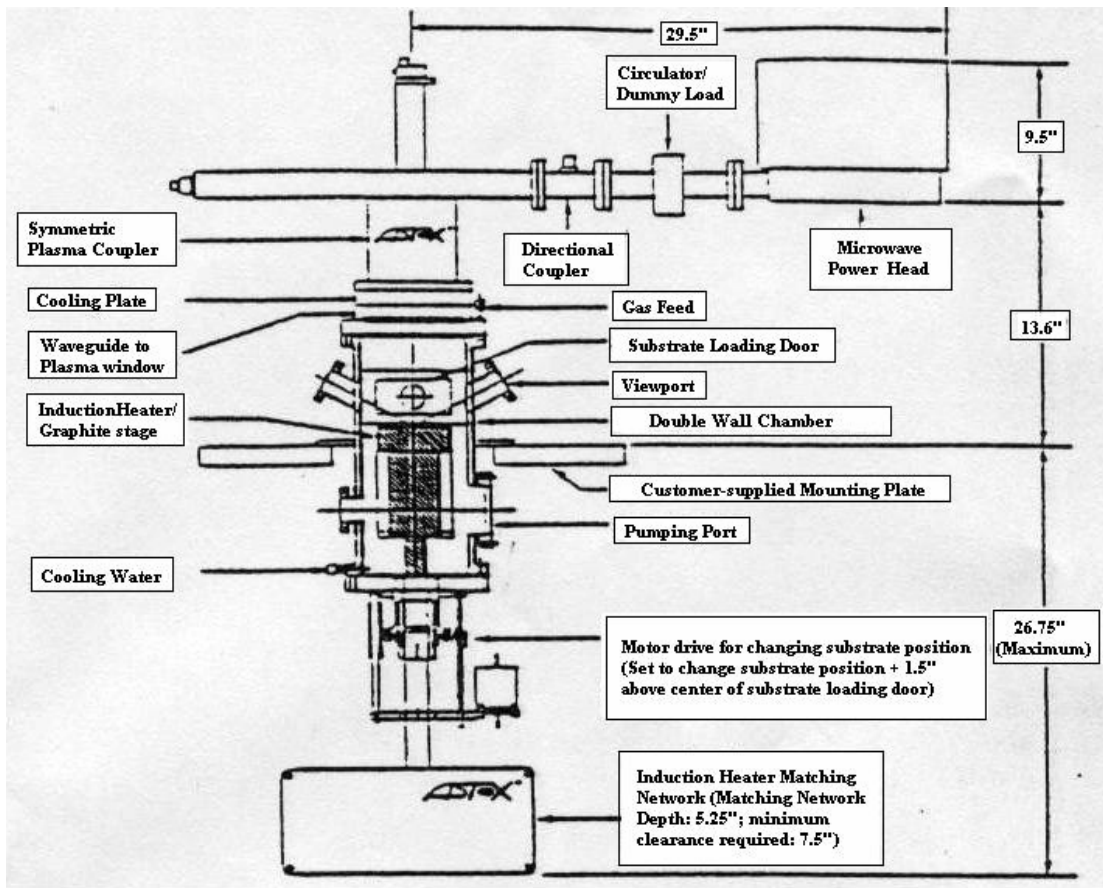 29.5"
Circulator/
Dummy Load
9.5"
Symmetric
Plasma Coupler
ASTeX
Directional
Coupler
Microwave
Power Head
Cooling Plate
Gas Feed
13.6"
Waveguide to
Plasma window
Substrate Loading Door
Viewport
InductionHeater/
Graphite stage
Double Wall Chamber
Customer-supplied Mounting Plate
Pumping Port
Cooling Water
26.75"
(Maximum)
Motor drive for changing substrate position
(Set to change substrate position + 1.5"
above center of substrate loading door)
ASTeX
Induction Heater Matching
Network (Matching Network
Depth: 5.25"; minimum
clearance required: 7.5")